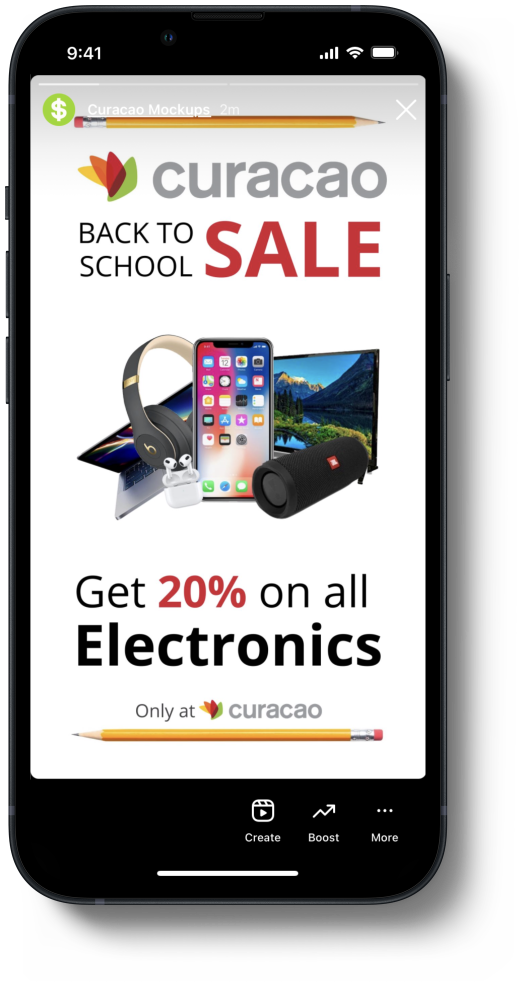 9:41
Curacao Mockups 2m
curacao
BACK TO
SCHOOL
SALE
JBL
Get 20% on all
Electronics
Only at curacao
Create Boost More